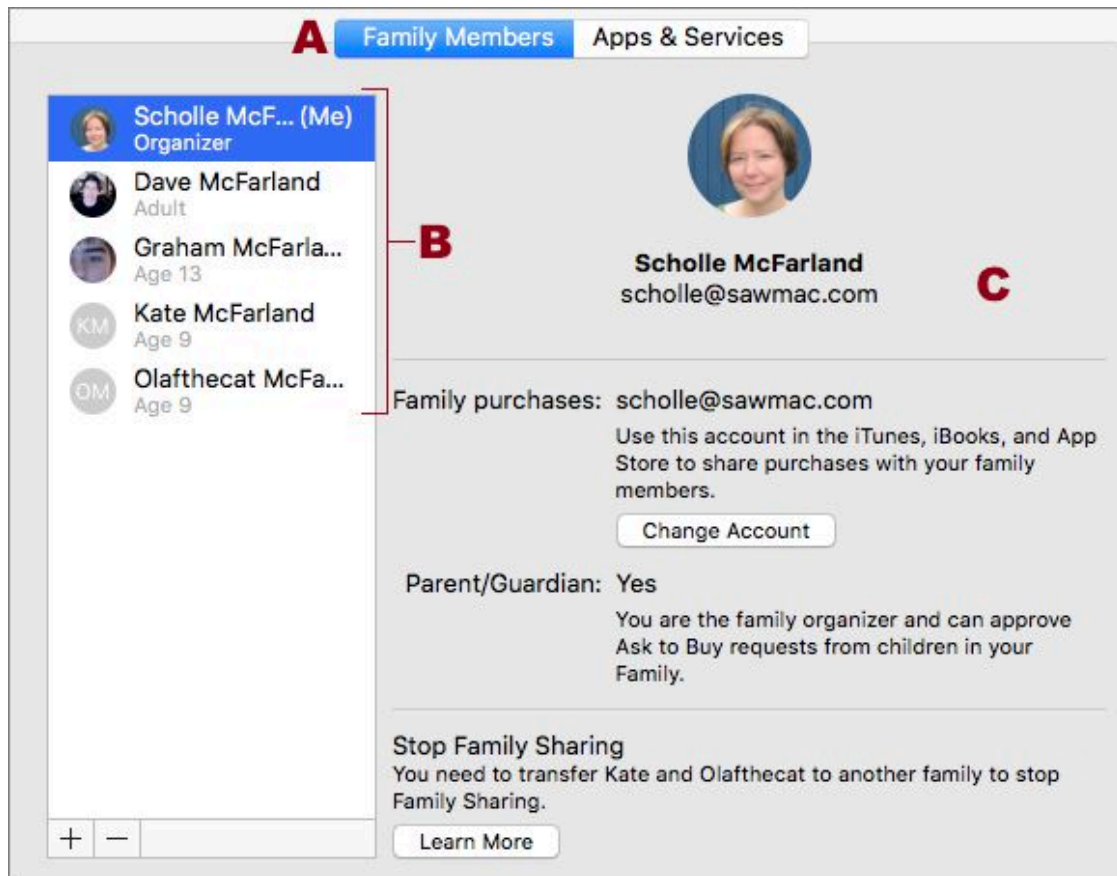 A
Family Members
Apps & Services
Scholle McF... (Me)
Organizer
Dave McFarland
Adult
Graham McFarla...
Age 13
KM
Kate McFarland
Age 9
OM
Olafthecat McFa...
Age 9
B
Scholle McFarland
scholle@sawmac.com
C
Family purchases: scholle@sawmac.com
Use this account in the iTunes, iBooks, and App
Store to share purchases with your family
members.
Change Account
Parent/Guardian: Yes
You are the family organizer and can approve
Ask to Buy requests from children in your
Family.
Stop Family Sharing
You need to transfer Kate and Olafthecat to another family to stop
Family Sharing.
Learn More
+ −